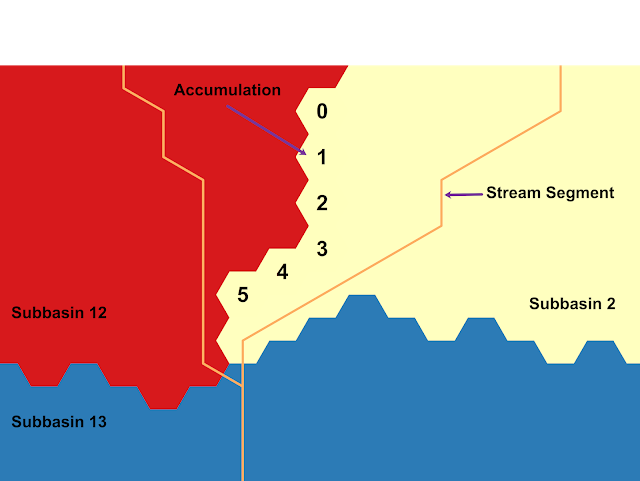 Accumulation
0
1
2
Stream Segment
3
4
5
Subbasin 12
Subbasin 2
Subbasin 13